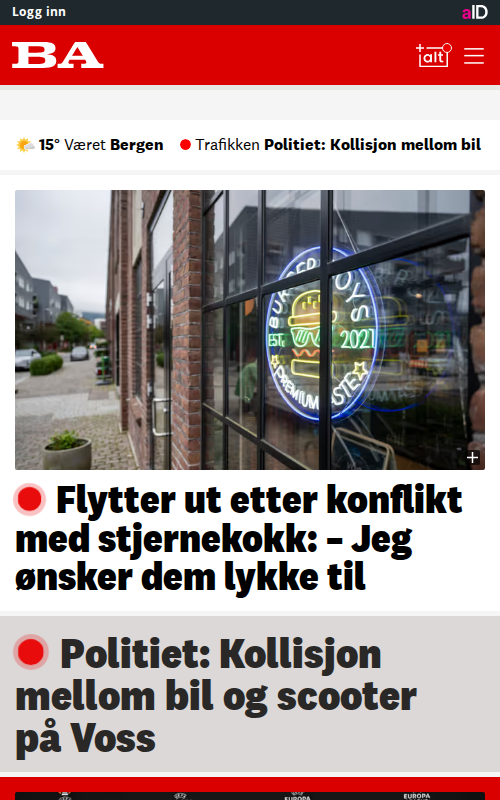 Logg inn
aID
BA
+alt
15° Været Bergen
Trafikken Politiet: Kollisjon mellom bil
BURGER BOYS
EST. 2021
PREMIUM TASTE
Flytter ut etter konflikt
med stjernekokk: – Jeg
ønsker dem lykke til
Politiet: Kollisjon
mellom bil og scooter
på Voss
EUROPA
EUROPA